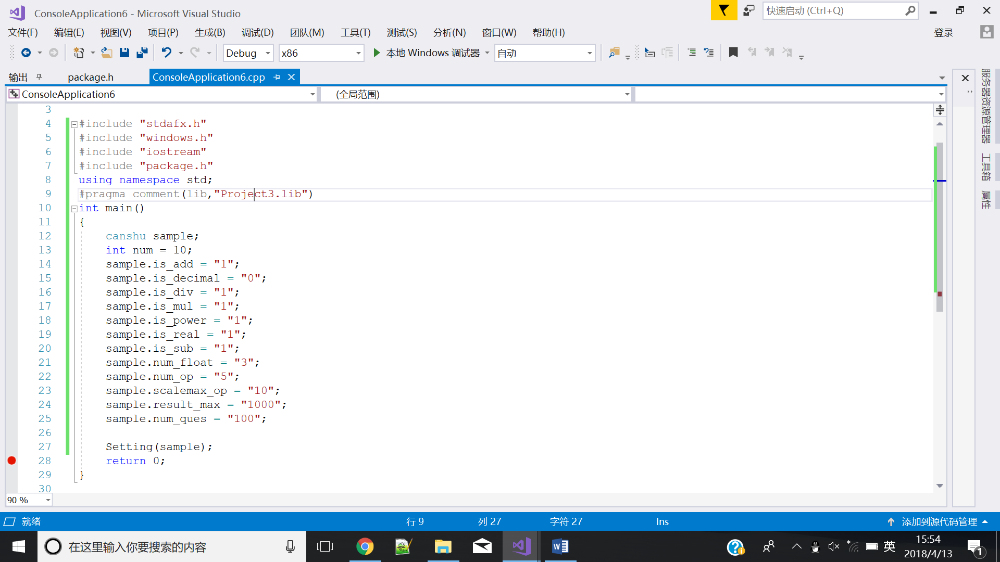 ConsoleApplication6 - Microsoft Visual Studio
快速启动 (Ctrl+Q)
文件(F) 编辑(E) 视图(V) 项目(P) 生成(B) 调试(D) 团队(M) 工具(T) 测试(S) 分析(N) 窗口(W) 帮助(H) 登录
Debug x86 本地 Windows 调试器 自动
输出 package.h ConsoleApplication6.cpp
ConsoleApplication6 (全局范围)
3
4 #include "stdafx.h"
5 #include "windows.h"
6 #include "iostream"
7 #include "package.h"
8 using namespace std;
9 #pragma comment(lib,"Project3.lib")
10 int main()
11 {
12 canshu sample;
13 int num = 10;
14 sample.is_add = "1";
15 sample.is_decimal = "0";
16 sample.is_div = "1";
17 sample.is_mul = "1";
18 sample.is_power = "1";
19 sample.is_real = "1";
20 sample.is_sub = "1";
21 sample.num_float = "3";
22 sample.num_op = "5";
23 sample.scalemax_op = "10";
24 sample.result_max = "1000";
25 sample.num_ques = "100";
26
27 Setting(sample);
28 return 0;
29 }
30
90 %
服务器资源管理器
工具箱
属性
就绪 行 9 列 27 字符 27 Ins 添加到源代码管理
在这里输入你要搜索的内容
英
15:54
2018/4/13
1